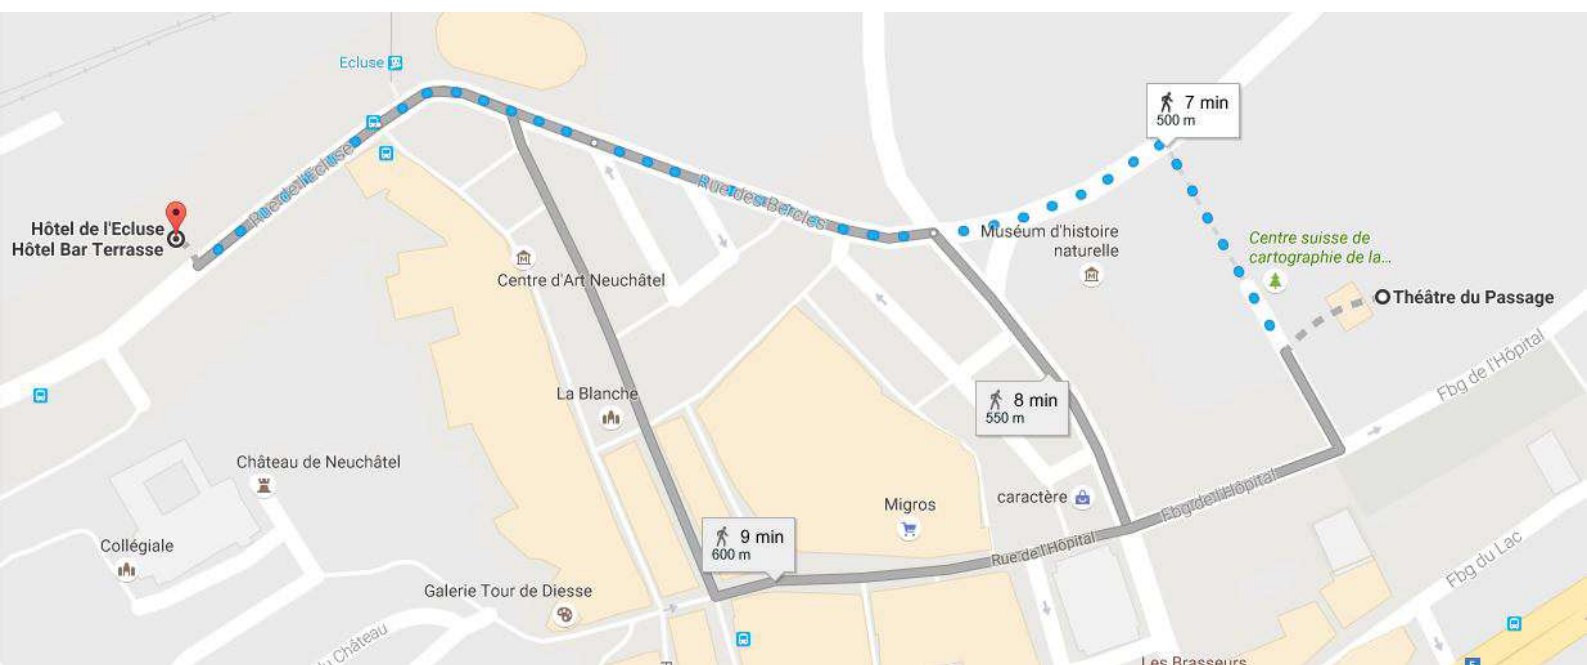 Ecluse
7 min
500 m
Rue de l'Ecluse
Rue des Bercles
Hôtel de l'Ecluse
Hôtel Bar Terrasse
Muséum d'histoire
naturelle
Centre suisse de
cartographie de la...
Centre d'Art Neuchâtel
Théâtre du Passage
Fbg de l'Hôpital
La Blanche
8 min
550 m
Château de Neuchâtel
caractère
Fbg de l'Hôpital
Migros
9 min
600 m
Rue de l'Hôpital
Collégiale
Fbg du Lac
Galerie Tour de Diesse
Château
Les Brasseurs